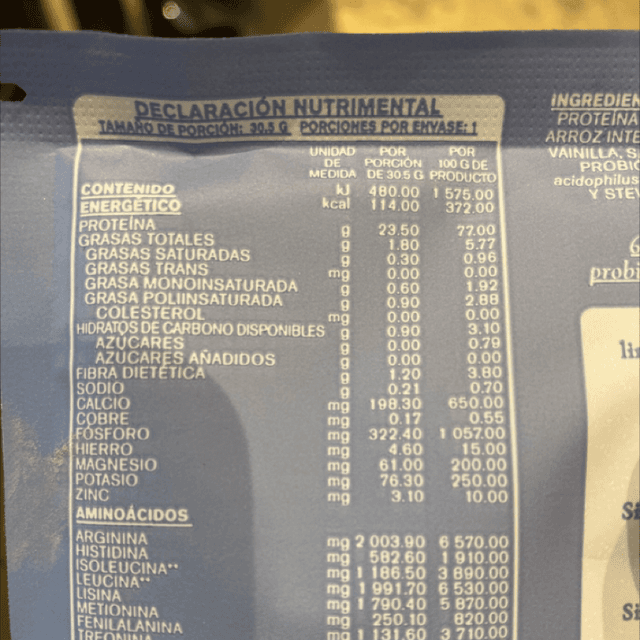 DECLARACIÓN NUTRIMENTAL
TAMAÑO DE PORCIÓN: 30.5 G PORCIONES POR ENVASE: 1
UNIDAD DE MEDIDA POR PORCIÓN DE 30.5 G POR 100 G DE PRODUCTO
CONTENIDO kJ 480.00 1 575.00
ENERGÉTICO kcal 114.00 372.00
PROTEÍNA g 23.50 77.00
GRASAS TOTALES g 1.80 5.77
GRASAS SATURADAS g 0.30 0.96
GRASAS TRANS mg 0.00 0.00
GRASA MONOINSATURADA g 0.60 1.92
GRASA POLIINSATURADA g 0.90 2.88
COLESTEROL mg 0.00 0.00
HIDRATOS DE CARBONO DISPONIBLES g 0.90 3.10
AZÚCARES g 0.00 0.79
AZÚCARES AÑADIDOS g 0.00 0.00
FIBRA DIETÉTICA g 1.20 3.80
SODIO g 0.21 0.70
CALCIO mg 198.30 650.00
COBRE mg 0.17 0.55
FÓSFORO mg 322.40 1 057.00
HIERRO mg 4.60 15.00
MAGNESIO mg 61.00 200.00
POTASIO mg 76.30 250.00
ZINC mg 3.10 10.00
AMINOÁCIDOS
ARGININA mg 2 003.90 6 570.00
HISTIDINA mg 582.60 1 910.00
ISOLEUCINA** mg 1 186.50 3 890.00
LEUCINA** mg 1 991.70 6 530.00
LISINA mg 1 790.40 5 870.00
METIONINA mg 250.10 820.00
FENILALANINA mg 1 131.60 3 710.00
TREONINA
INGREDIEN
PROTEÍNA
ARROZ INTE
VAINILLA, S
PROBIÓ
acidophilus
Y STEV
6
probi
lis
Si
Si